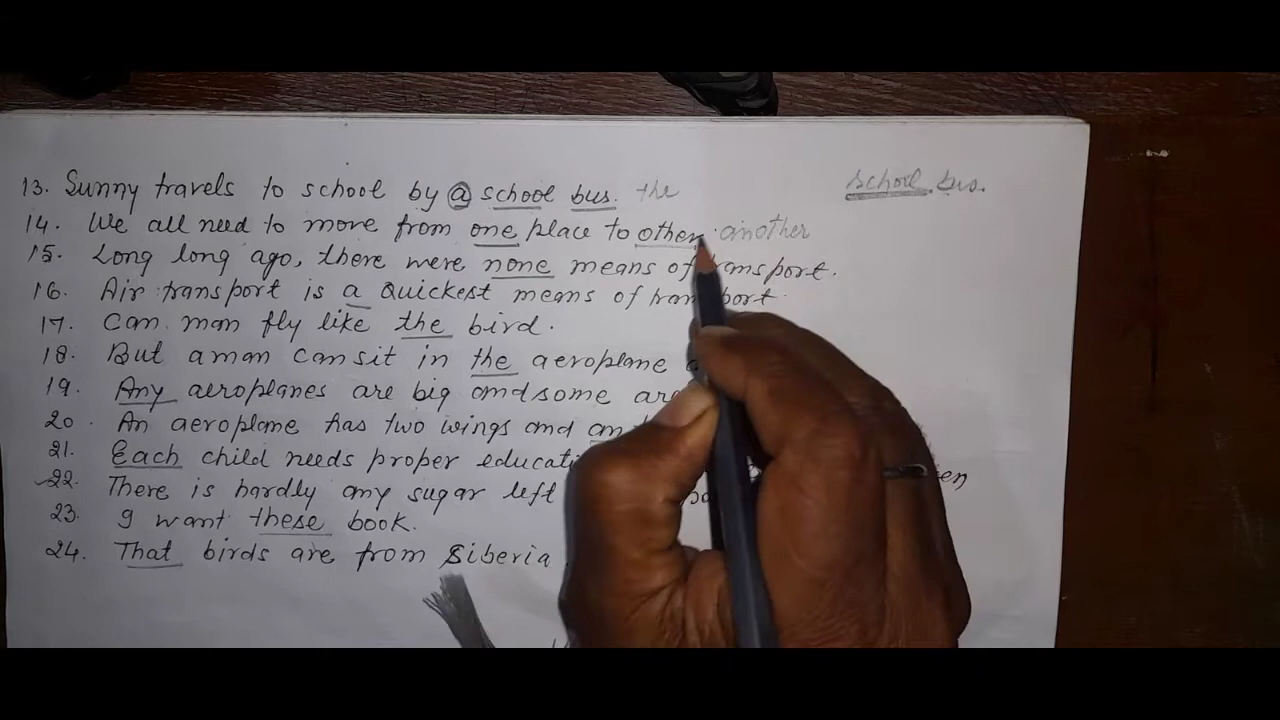 13. Sunny travels to school by a school bus. the school bus.
14. We all need to move from one place to other another
15. Long long ago, there were none means of transport.
16. Air transport is a Quickest means of transport.
17. Can man fly like the bird.
18. But a man can sit in the aeroplane
19. Any aeroplanes are big and some are
20. An aeroplane has two wings and an
21. Each child needs proper
22. There is hardly any sugar left
23. I want these book.
24. That birds are from Siberia